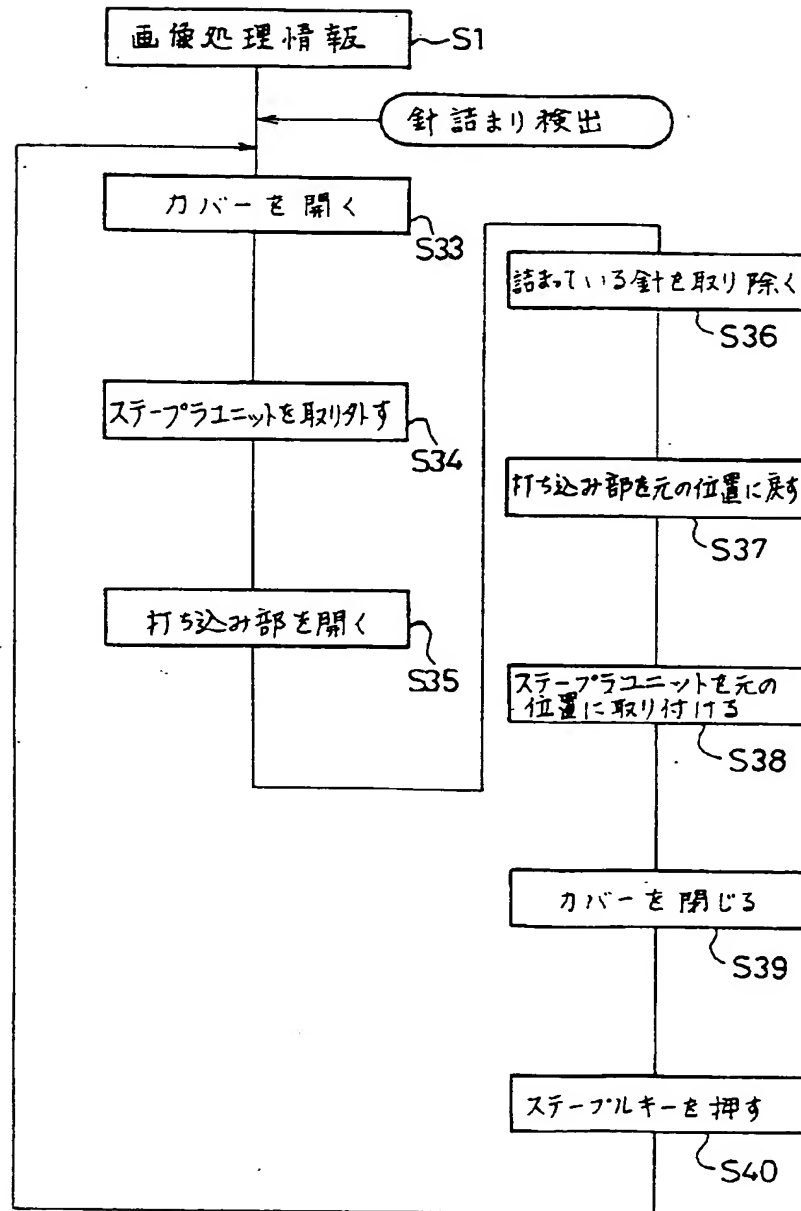 画像処理情報
S1
針詰まり検出
カバーを開く
S33
ステープラユニットを取り外す
S34
打ち込み部を開く
S35
詰まっている針を取り除く
S36
打ち込み部を元の位置に戻す
S37
ステープラユニットを元の
位置に取り付ける
S38
カバーを閉じる
S39
ステープルキーを押す
S40